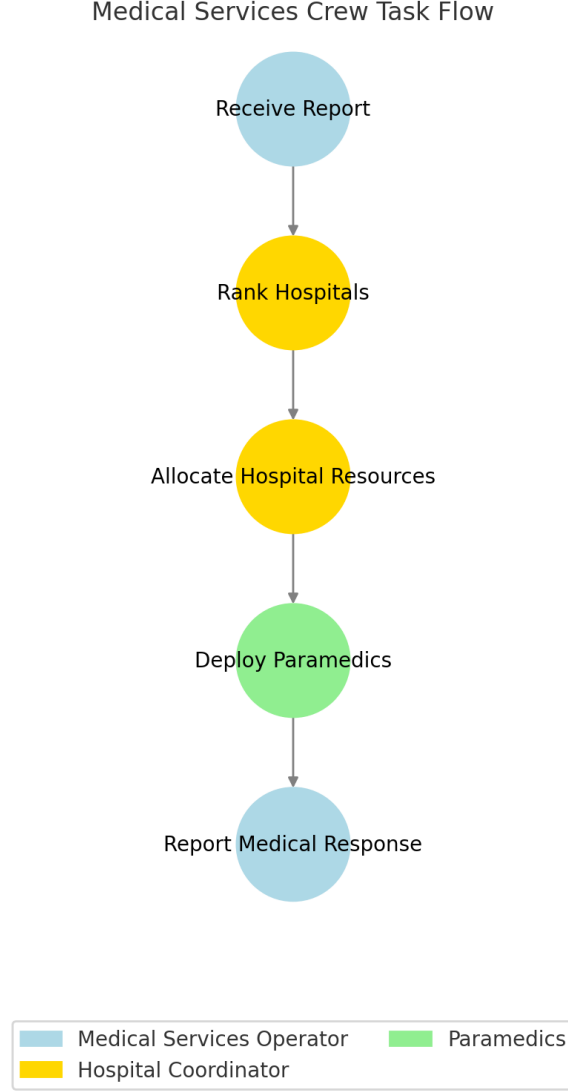 Medical Services Crew Task Flow
Receive Report
Rank Hospitals
Allocate Hospital Resources
Deploy Paramedics
Report Medical Response
Medical Services Operator
Hospital Coordinator
Paramedics